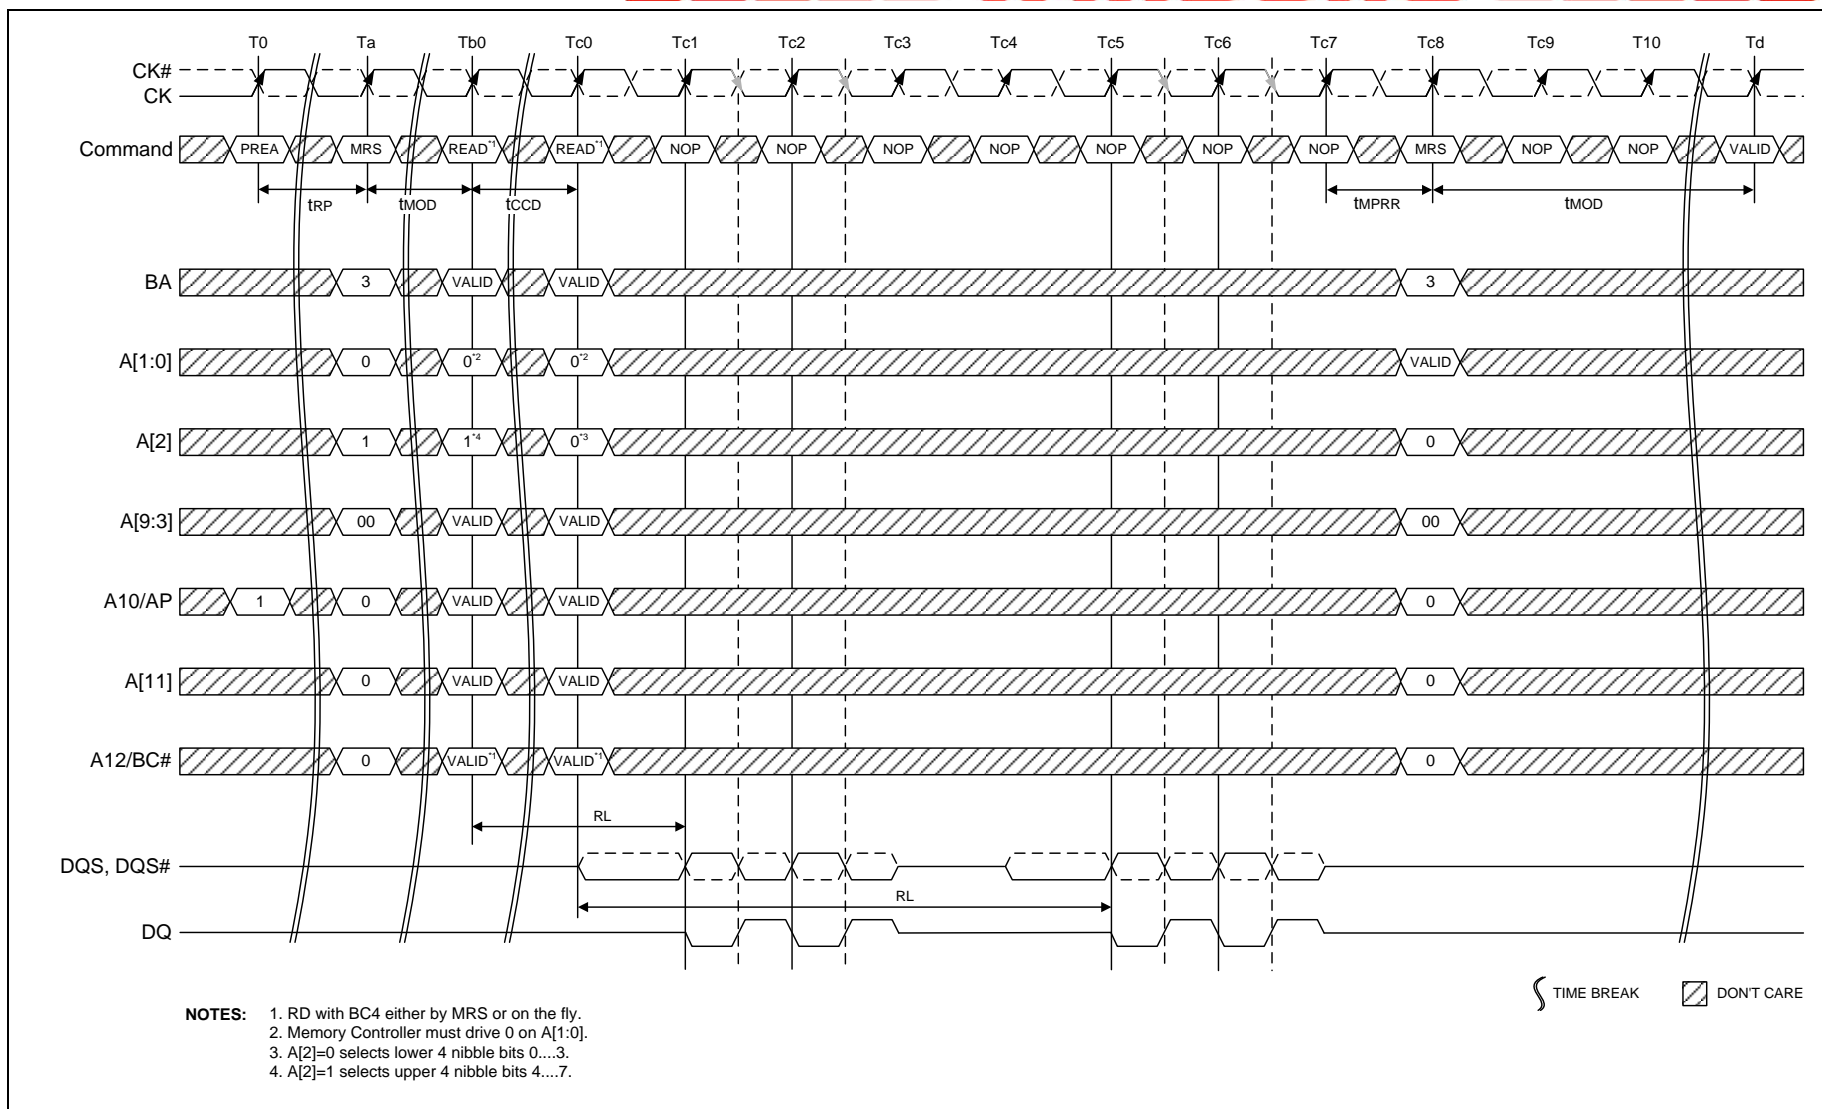 T0 Ta Tb0 Tc0 Tc1 Tc2 Tc3 Tc4 Tc5 Tc6 Tc7 Tc8 Tc9 T10 Td
CK#
CK
Command PREA MRS READ*1 READ*1 NOP NOP NOP NOP NOP NOP NOP MRS NOP NOP VALID
tRP tMOD tCCD tMPRR tMOD
BA 3 VALID VALID 3
A[1:0] 0 0*2 0*2 VALID
A[2] 1 1*4 0*3 0
A[9:3] 00 VALID VALID 00
A10/AP 1 0 VALID VALID 0
A[11] 0 VALID VALID 0
A12/BC# 0 VALID*1 VALID*1 0
RL
DQS, DQS#
RL
DQ
TIME BREAK DON'T CARE
NOTES: 1. RD with BC4 either by MRS or on the fly.
2. Memory Controller must drive 0 on A[1:0].
3. A[2]=0 selects lower 4 nibble bits 0....3.
4. A[2]=1 selects upper 4 nibble bits 4....7.